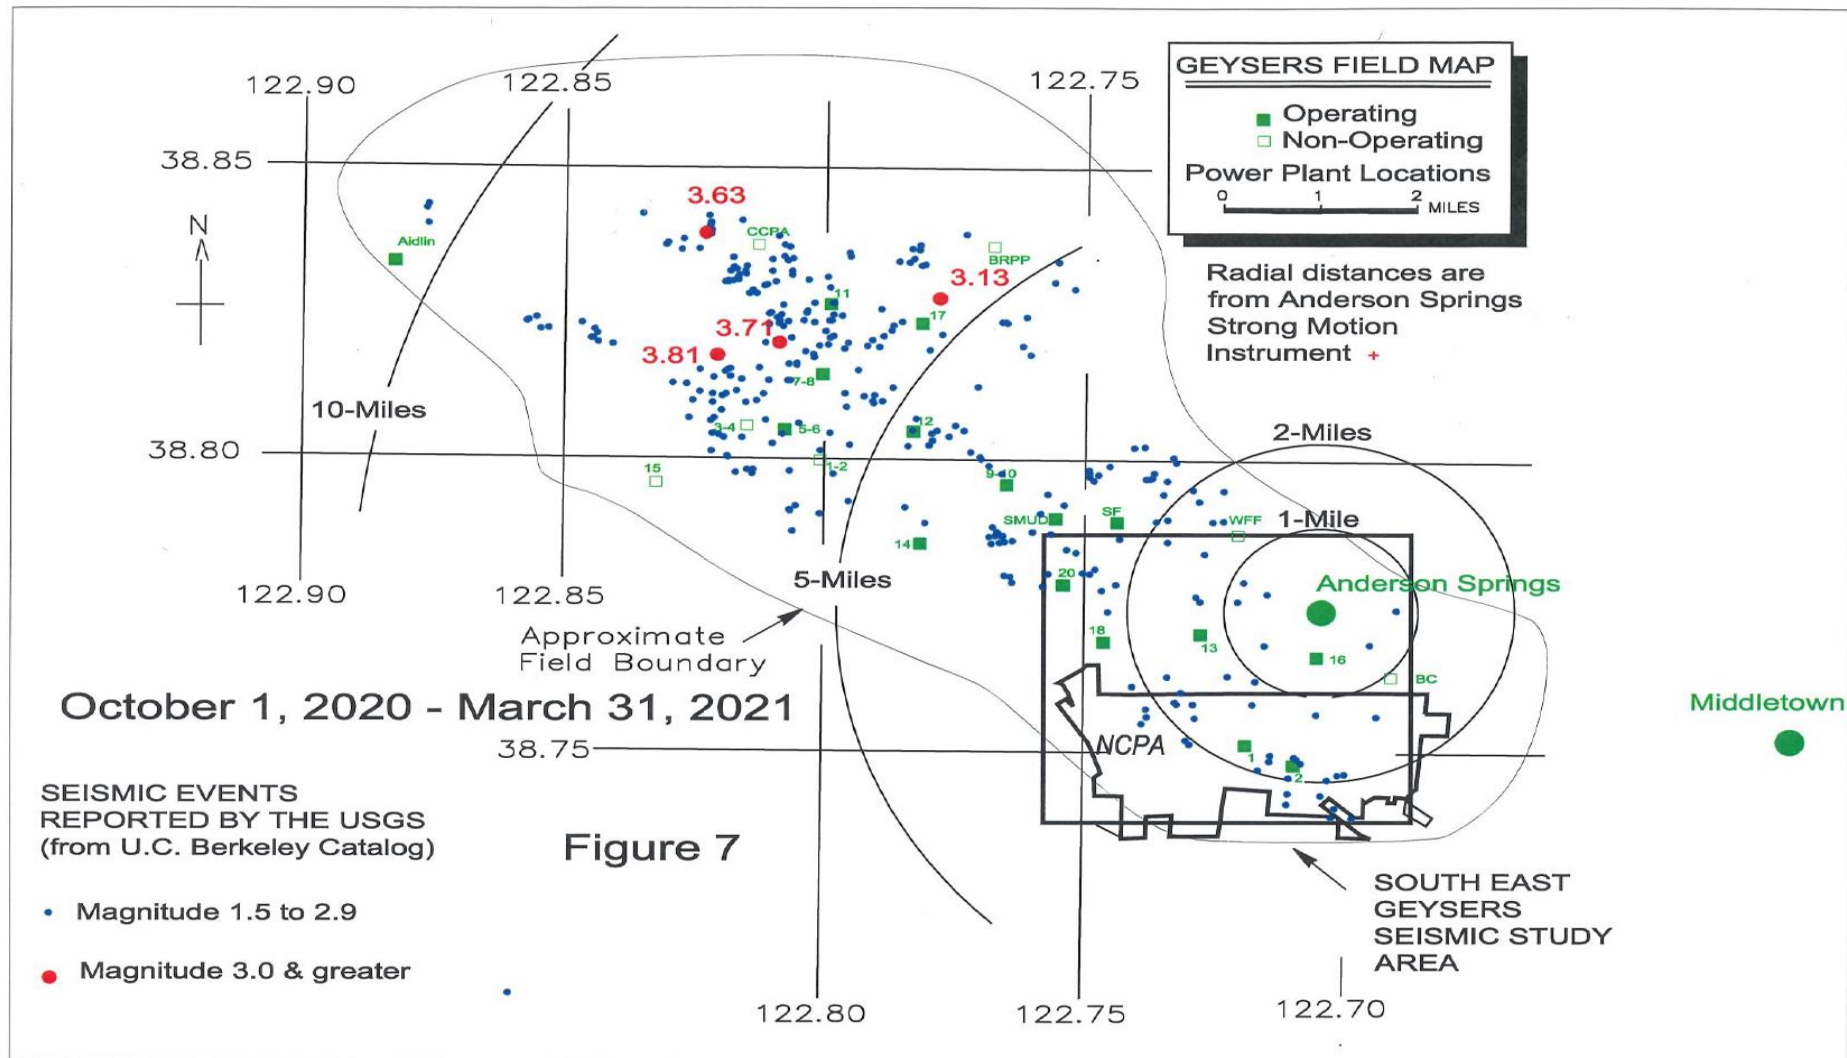 122.90
122.85
122.75
GEYSERS FIELD MAP
Operating
Non-Operating
Power Plant Locations
0 1 2 MILES
38.85
N
3.63
Aidlin
CCPA
BRPP
3.13
Radial distances are
from Anderson Springs
Strong Motion
Instrument +
11
17
3.71
3.81
7-8
10-Miles
12
3-4
5-6
2-Miles
38.80
15
1-2
9-10
SMUD
SF
WFF
1-Mile
14
5-Miles
20
Anderson Springs
122.90
122.85
Approximate
Field Boundary
18
13
16
BC
October 1, 2020 - March 31, 2021
Middletown
38.75
NCPA
1
2
SEISMIC EVENTS
REPORTED BY THE USGS
(from U.C. Berkeley Catalog)
Figure 7
Magnitude 1.5 to 2.9
Magnitude 3.0 & greater
SOUTH EAST
GEYSERS
SEISMIC STUDY
AREA
122.80
122.75
122.70